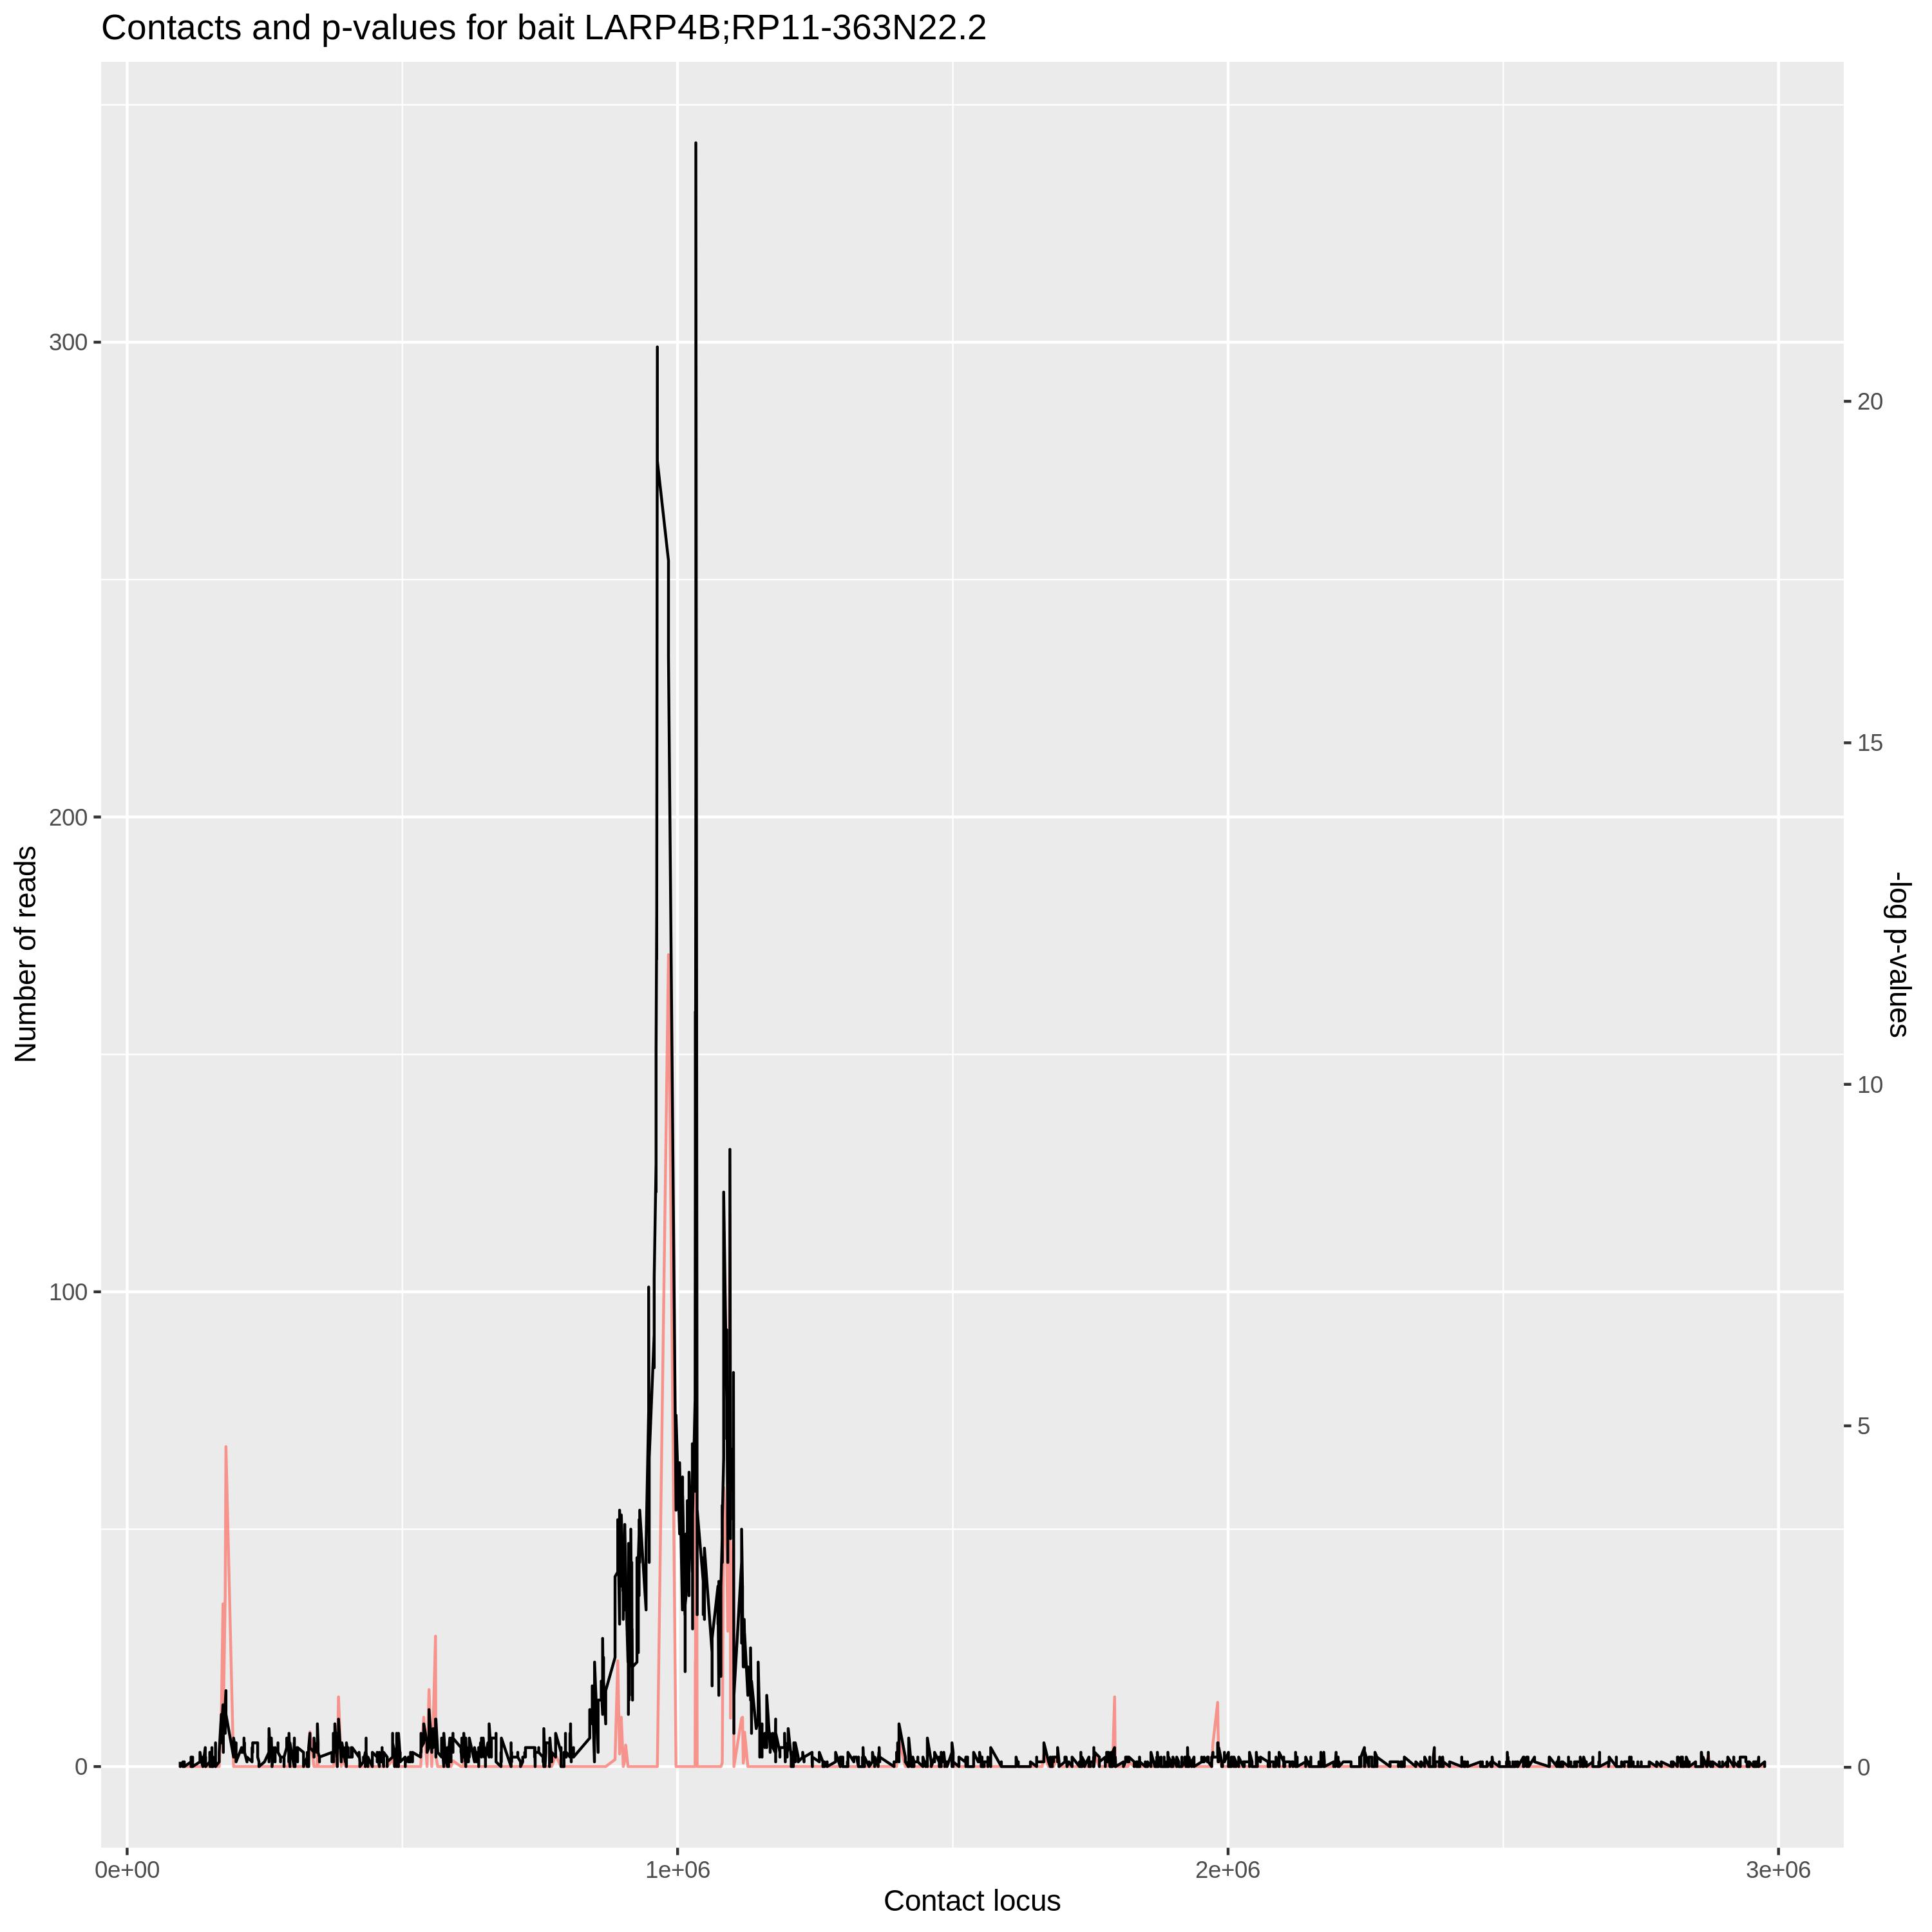 Contacts and p-values for bait LARP4B;RP11-363N22.2
300
200
100
0
Number of reads
20
15
10
5
0
-log p-values
0e+00
1e+06
2e+06
3e+06
Contact locus